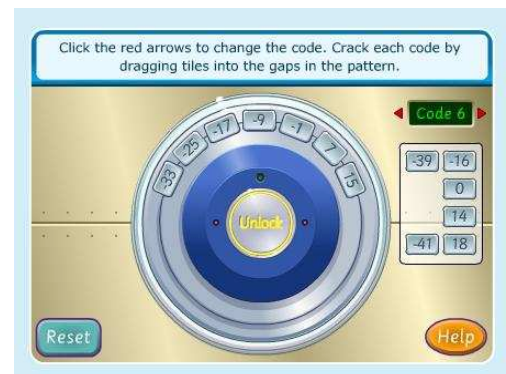 Click the red arrows to change the code. Crack each code by
dragging tiles into the gaps in the pattern.
Code 6
-33 -25 -17 -9 -1 7 15
-39 -16
0
14
-41 18
Unlock
Reset
Help